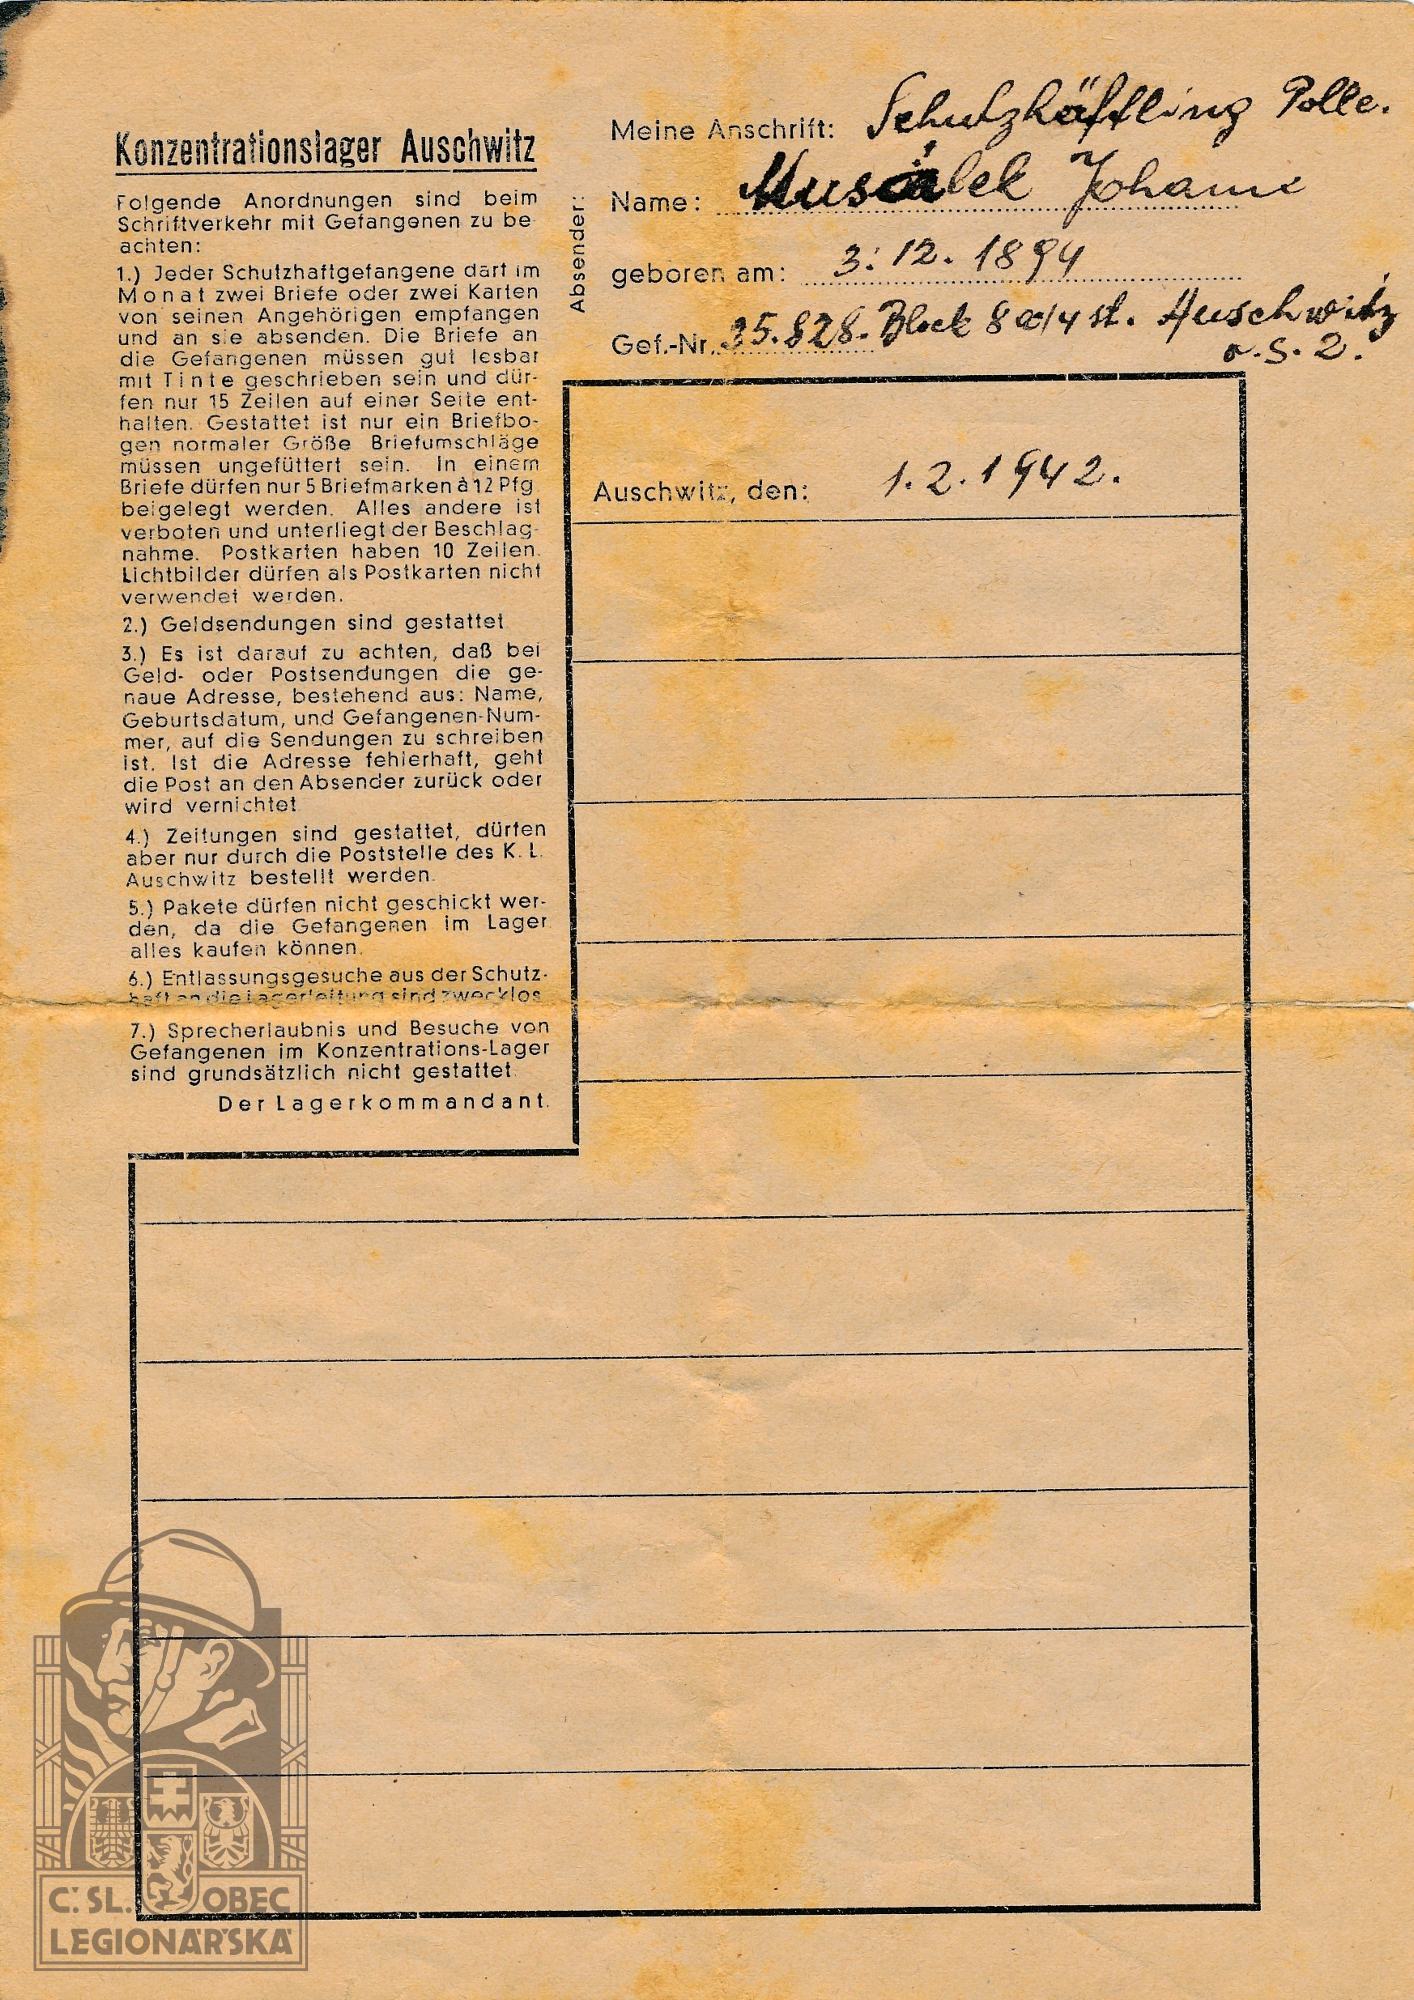 Konzentrationslager Auschwitz
Folgende Anordnungen sind beim
Schriftverkehr mit Gefangenen zu be
achten:
1.) Jeder Schutzhaftgefangene darf im
Monat zwei Briefe oder zwei Karten
von seinen Angehörigen empfangen
und an sie absenden. Die Briefe an
die Gefangenen müssen gut lesbar
mit Tinte geschrieben sein und dür-
fen nur 15 Zeilen auf einer Seite ent-
halten. Gestattet ist nur ein Briefbo-
gen normaler Größe Briefumschläge
müssen ungefüttert sein. In einem
Briefe dürfen nur 5 Briefmarken à 12 Pfg
beigelegt werden. Alles andere ist
verboten und unterliegt der Beschlag-
nahme. Postkarten haben 10 Zeilen.
Lichtbilder dürfen als Postkarten nicht
verwendet werden.
2.) Geldsendungen sind gestattet
3.) Es ist darauf zu achten, daß bei
Geld- oder Postsendungen die ge-
naue Adresse, bestehend aus: Name,
Geburtsdatum, und Gefangenen-Num-
mer, auf die Sendungen zu schreiben
ist. Ist die Adresse fehlerhaft, geht
die Post an den Absender zurück oder
wird vernichtet
4.) Zeitungen sind gestattet, dürfen
aber nur durch die Poststelle des K. L.
Auschwitz bestellt werden.
5.) Pakete dürfen nicht geschickt wer-
den, da die Gefangenen im Lager
alles kaufen können.
6.) Entlassungsgesuche aus der Schutz-
haft an die Lagerleitung sind zwecklos
7.) Sprecherlaubnis und Besuche von
Gefangenen im Konzentrations-Lager
sind grundsätzlich nicht gestattet.
Der Lagerkommandant.
Absender:
Meine Anschrift: Schutzhäftling Polle.
Name: Musálek Johann
geboren am: 3. 12. 1894
Gef.-Nr. 25.828. Block 8 a/4 st. Auschwitz
o. S. 2.
Auschwitz, den: 1. 2. 1942.
Č.SL. OBEC
LEGIONÁŘSKÁ